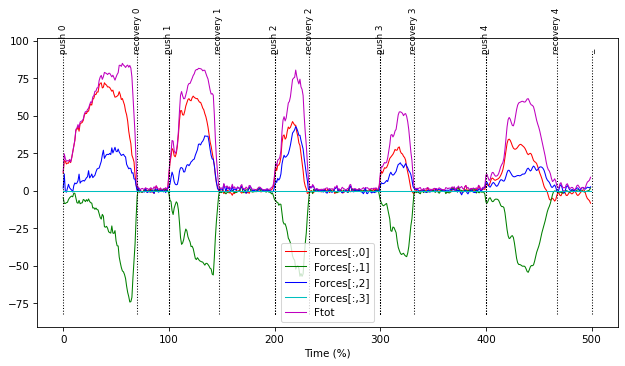 push 0
recovery 0
push 1
recovery 1
push 2
recovery 2
push 3
recovery 3
push 4
recovery 4
_
100
75
50
25
0
−25
−50
−75
0
100
200
300
400
500
Time (%)
Forces[:,0]
Forces[:,1]
Forces[:,2]
Forces[:,3]
Ftot